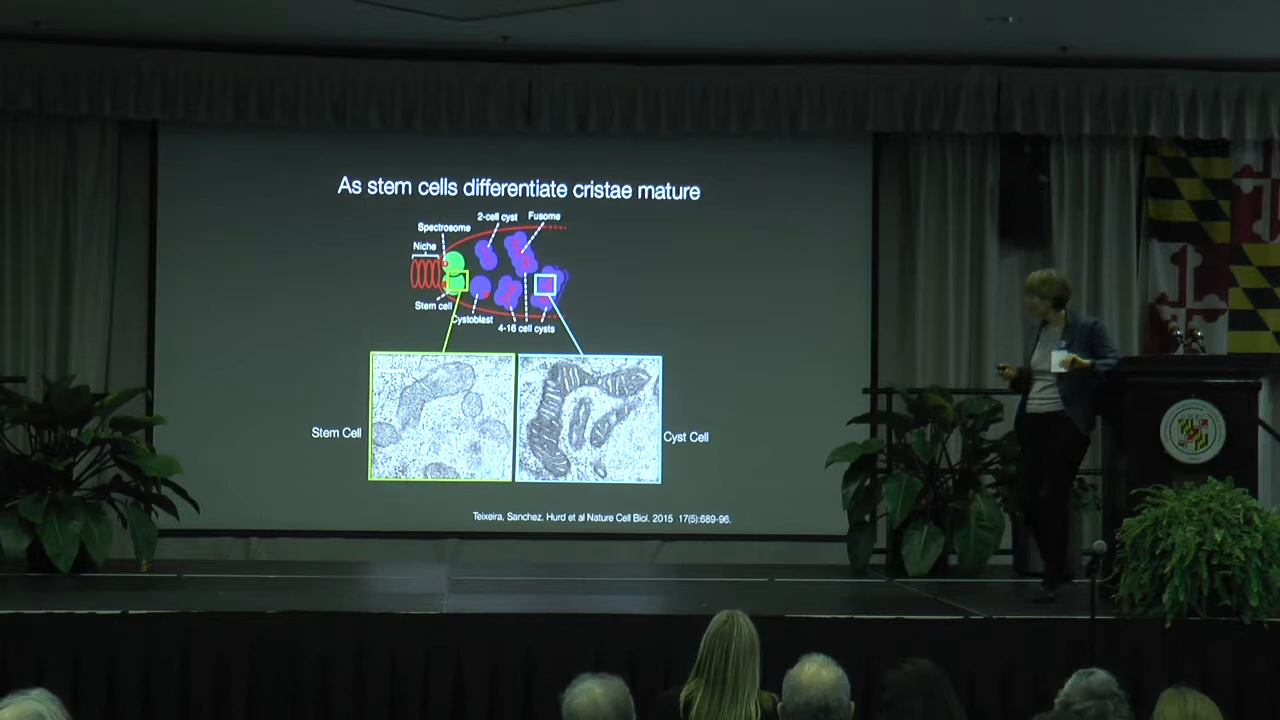 As stem cells differentiate cristae mature
2-cell cyst
Fusome
Spectrosome
Niche
Stem cell
Cystoblast
4-16 cell cysts
Stem Cell
Cyst Cell
Teixeira, Sanchez, Hurd et al Nature Cell Biol. 2015 17(5):689-96.